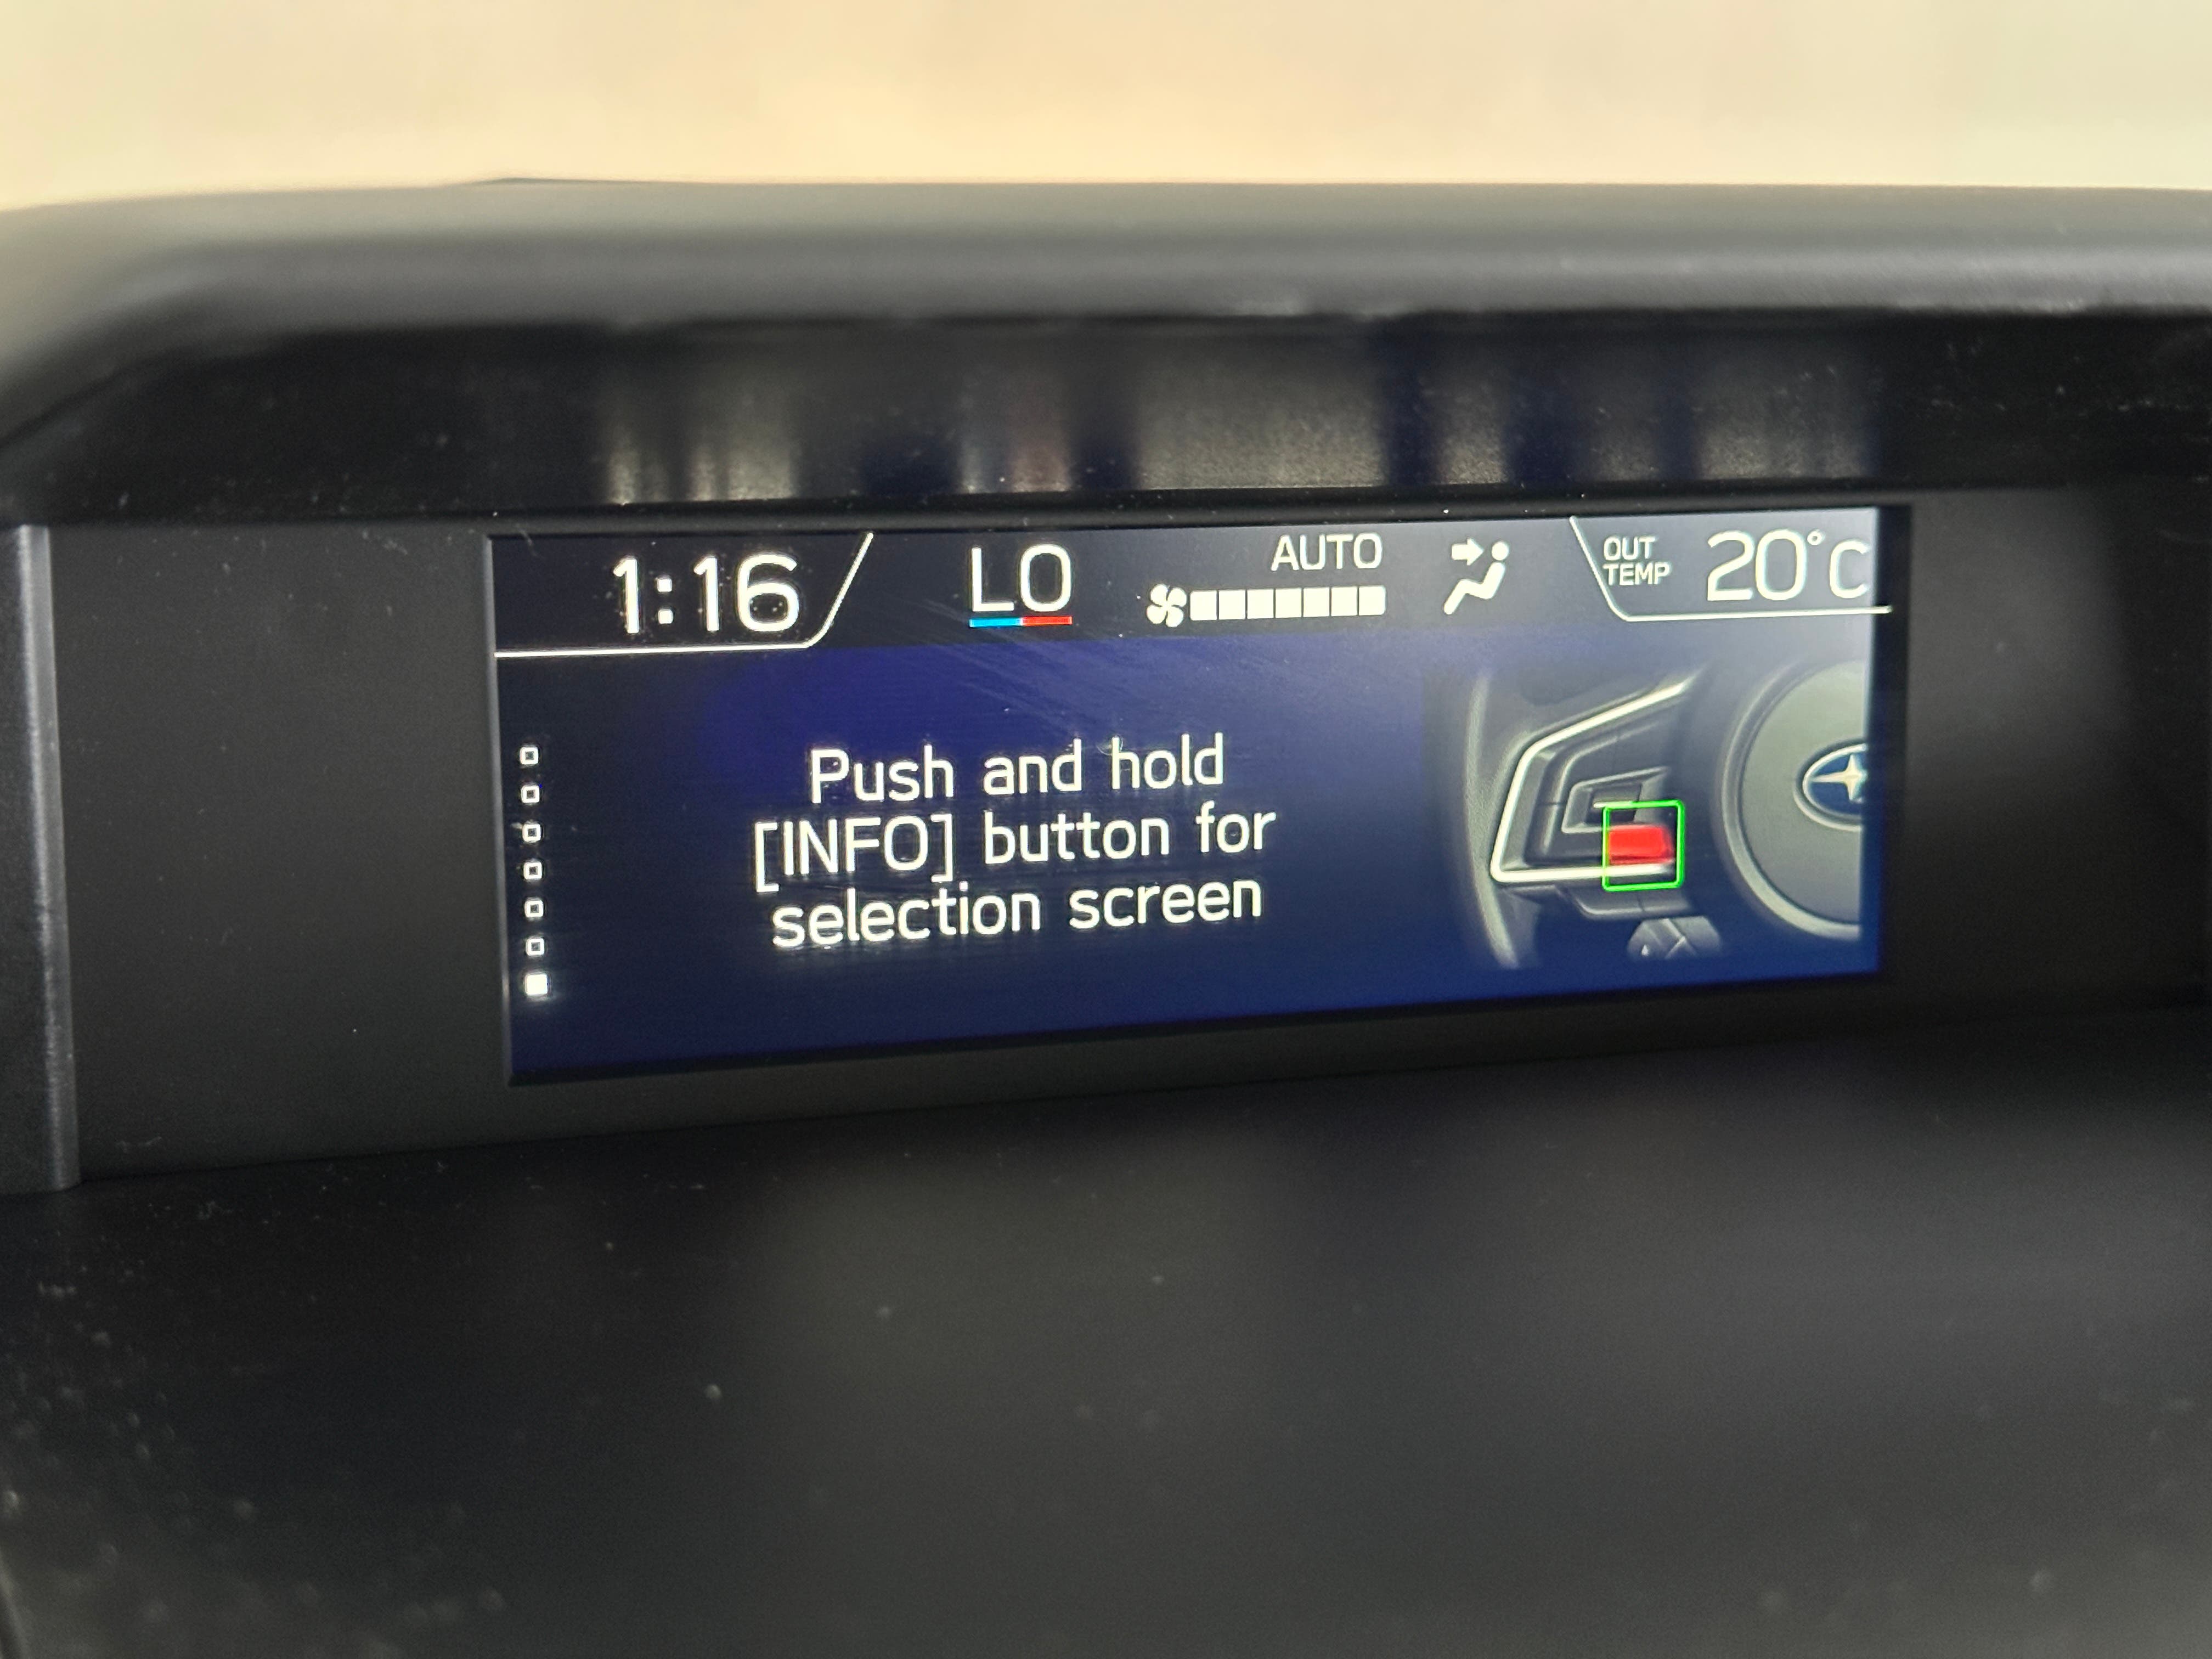 1:16
LO
AUTO
OUT
TEMP
20°C
Push and hold
[INFO] button for
selection screen